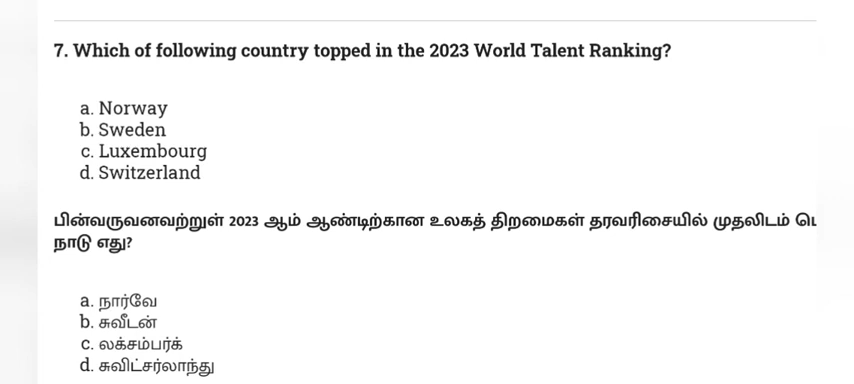 7. Which of following country topped in the 2023 World Talent Ranking?
a. Norway
b. Sweden
c. Luxembourg
d. Switzerland
பின்வருவனவற்றுள் 2023 ஆம் ஆண்டிற்கான உலகத் திறமைகள் தரவரிசையில் முதலிடம்
நாடு எது?
a. நார்வே
b. சுவீடன்
c. லக்சம்பர்க்
d. சுவிட்சர்லாந்து